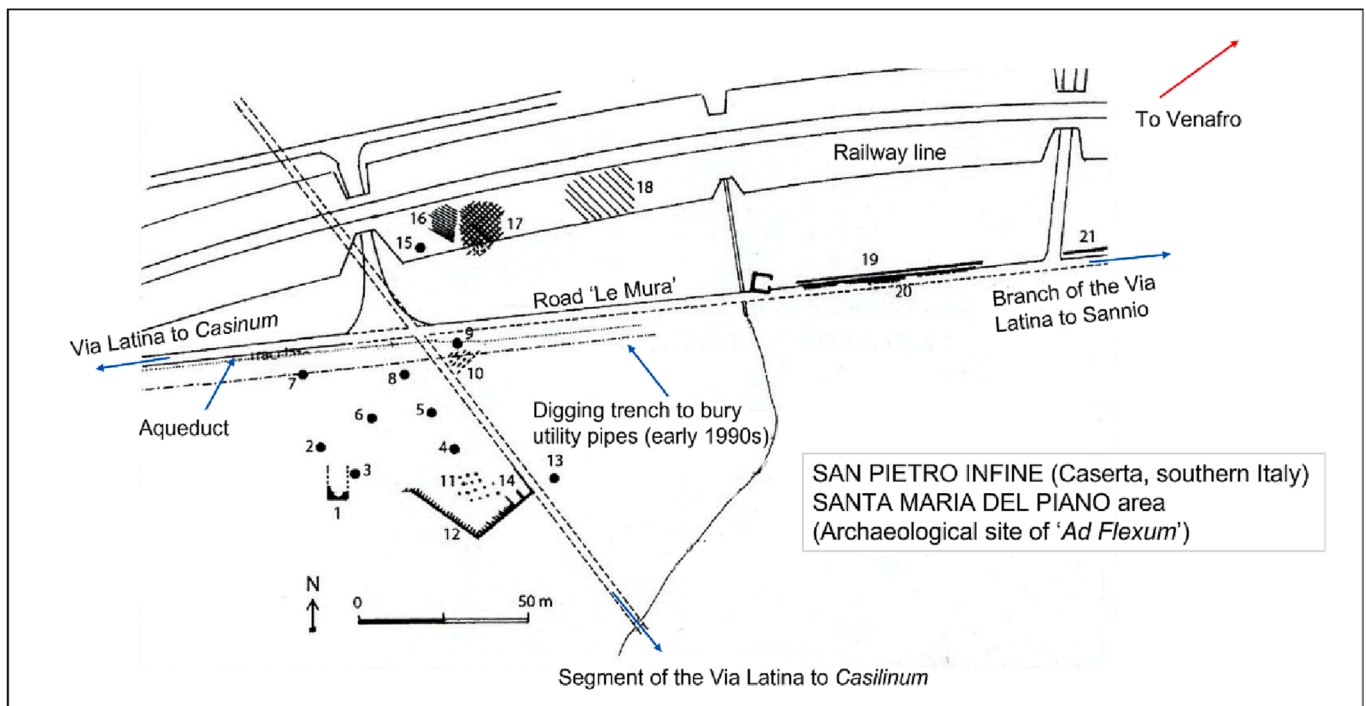 To Venafro
Railway line
18
16
17
15
21
19
Road 'Le Mura'
20
Branch of the Via
Latina to Sannio
Via Latina to Casinum
9
7
8
10
Aqueduct
Digging trench to bury
utility pipes (early 1990s)
6
5
2
4
3
13
11
14
1
12
SAN PIETRO INFINE (Caserta, southern Italy)
SANTA MARIA DEL PIANO area
(Archaeological site of 'Ad Flexum')
N
0
50 m
Segment of the Via Latina to Casilinum